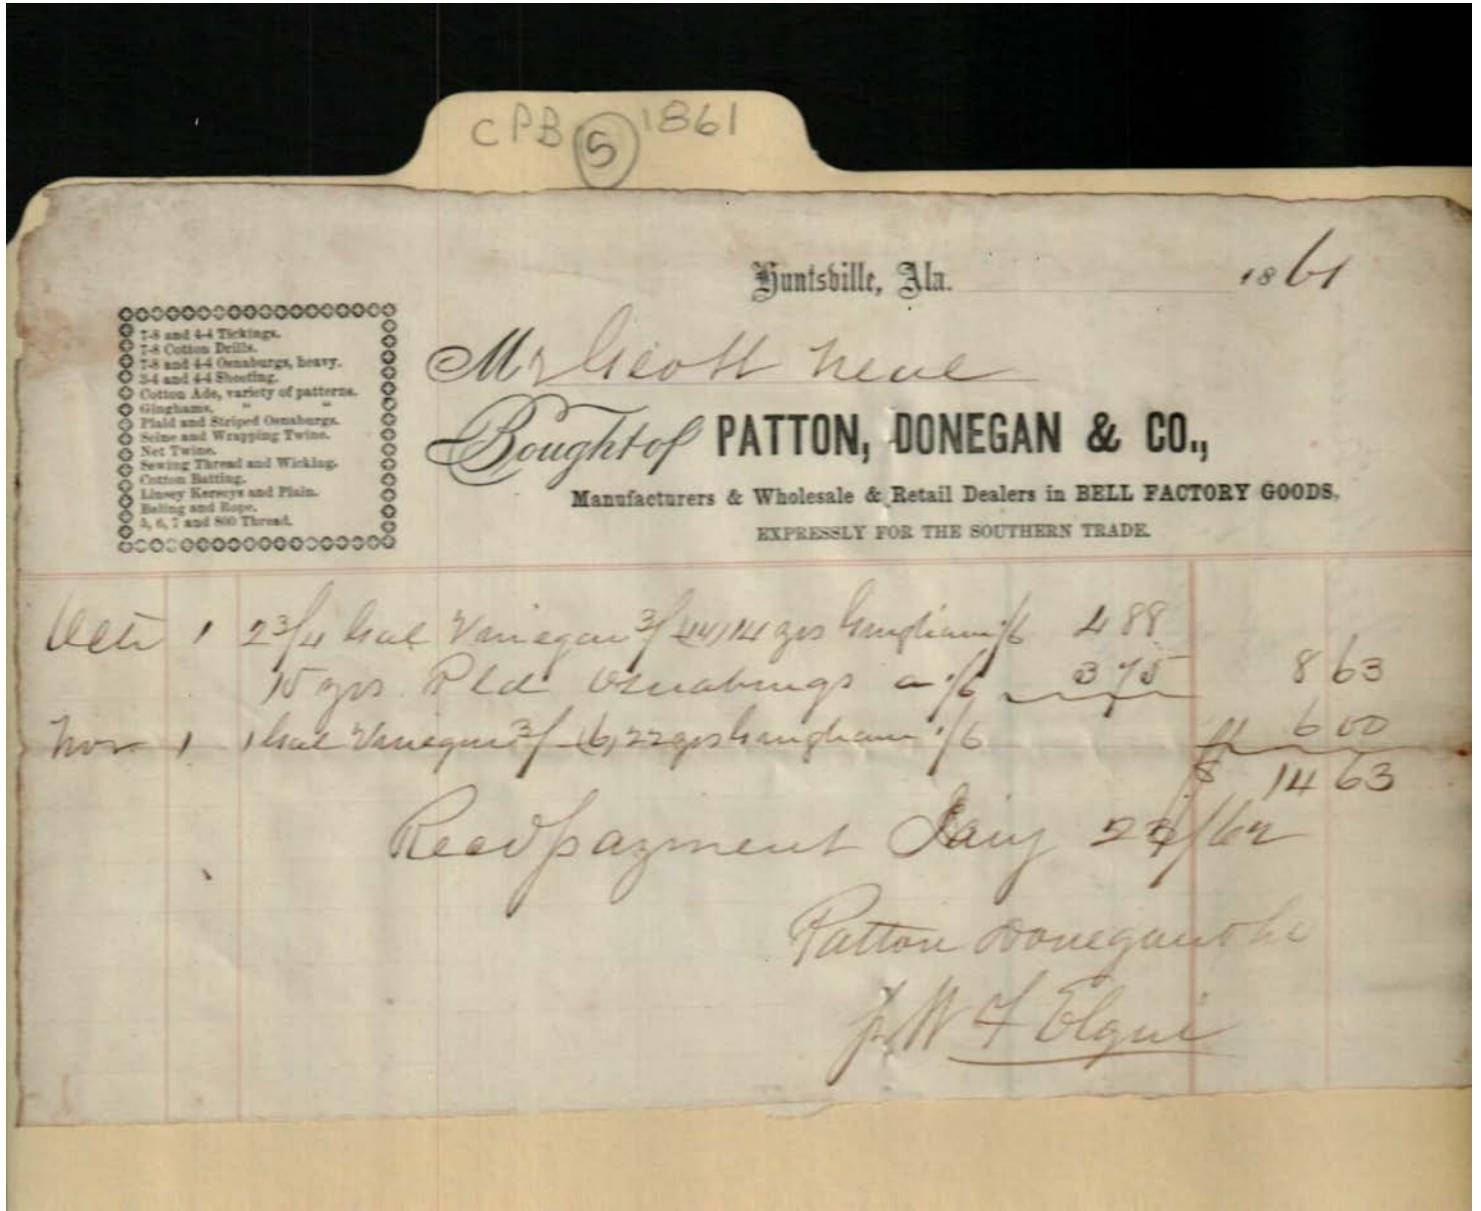 CPB 5 1861
Huntsville, Ala. 1861
7-8 and 4-4 Tickings.
7-8 Cotton Drills.
7-8 and 4-4 Osnaburgs, heavy.
3-4 and 4-4 Sheeting.
Cotton Ade, variety of patterns.
Ginghams, " "
Plaid and Striped Osnaburgs.
Seine and Wrapping Twine.
Net Twine.
Sewing Thread and Wicking.
Cotton Batting.
Linsey Kerseys and Plain.
Baling and Rope.
5, 6, 7 and 800 Thread.
Mr
Bought of PATTON, DONEGAN & CO.,
Manufacturers & Wholesale & Retail Dealers in BELL FACTORY GOODS,
EXPRESSLY FOR THE SOUTHERN TRADE.
1 2 3/4 Gal Vinegar 3/ 14 yds Gingham 1/6 4 88
15 yds Pld Osnaburgs a 1/6 3 75 8 63
Nov 1 1 Gal Vinegar 3/ 22 yds Gingham 1/6 6 00
$ 14 63
Recd payment Jany /62
Patton Donegan & Co